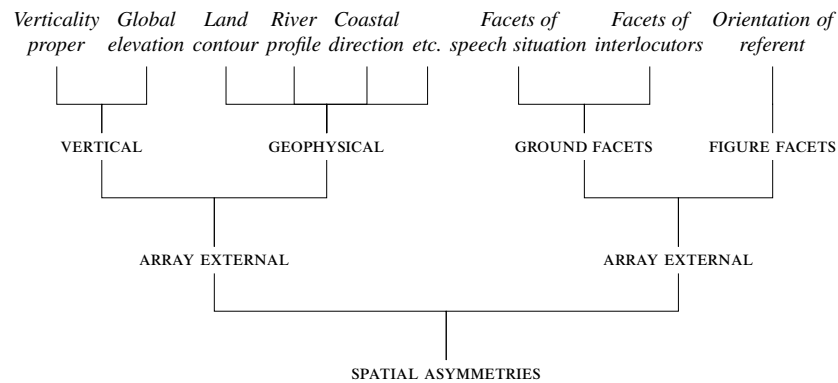 Verticality Global Land River Coastal Facets of Facets of Orientation of
proper elevation contour profile direction etc. speech situation interlocutors referent
VERTICAL GEOPHYSICAL GROUND FACETS FIGURE FACETS
ARRAY EXTERNAL ARRAY EXTERNAL
SPATIAL ASYMMETRIES